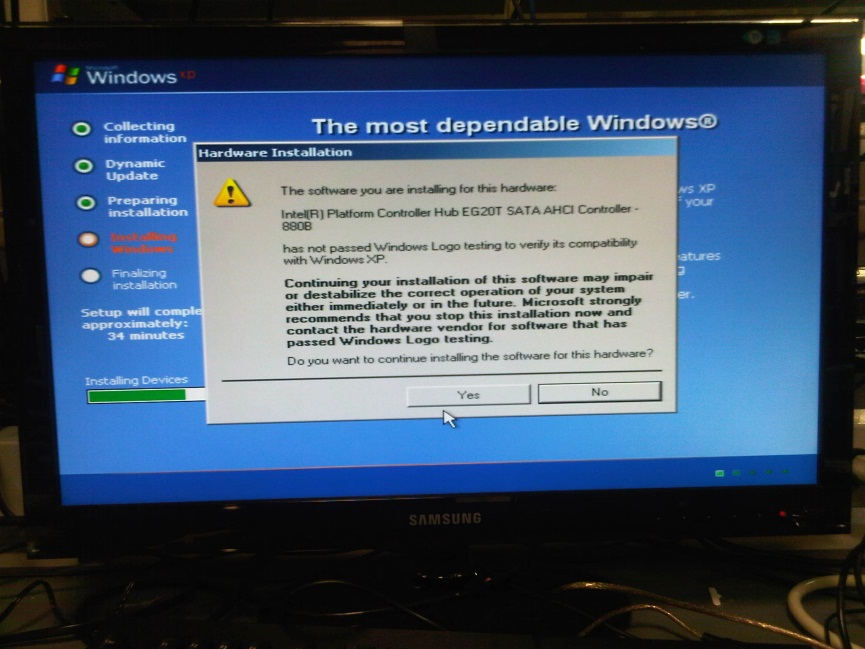 Microsoft
Windows xp
Collecting
information
Dynamic
Update
Preparing
installation
Installing
Windows
Finalizing
installation
Setup will comple
approximately:
34 minutes
Installing Devices
The most dependable Windows®
ws XP
your
atures
g
er.
Hardware Installation
The software you are installing for this hardware:
Intel(R) Platform Controller Hub EG20T SATA AHCI Controller -
880B
has not passed Windows Logo testing to verify its compatibility
with Windows XP.
Continuing your installation of this software may impair
or destabilize the correct operation of your system
either immediately or in the future. Microsoft strongly
recommends that you stop this installation now and
contact the hardware vendor for software that has
passed Windows Logo testing.
Do you want to continue installing the software for this hardware?
Yes
No
SAMSUNG